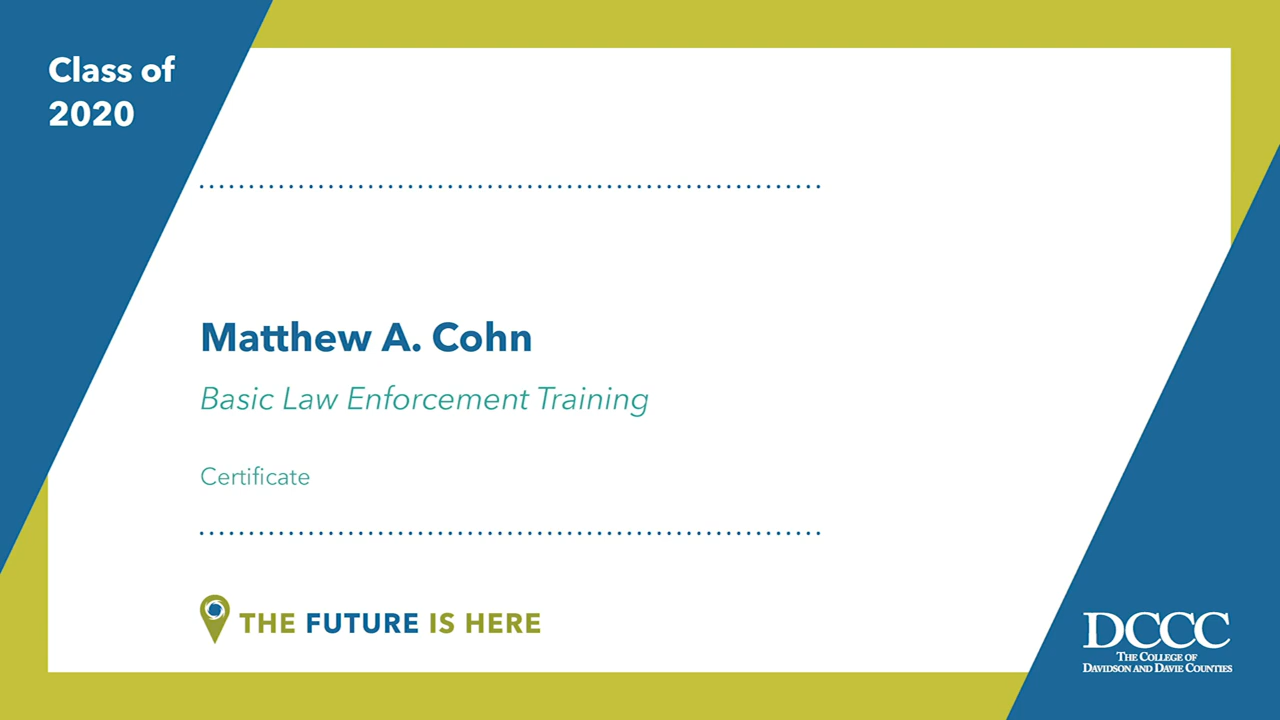 Class of
2020
Matthew A. Cohn
Basic Law Enforcement Training
Certificate
THE FUTURE IS HERE
DCCC
THE COLLEGE OF
DAVIDSON AND DAVIE COUNTIES